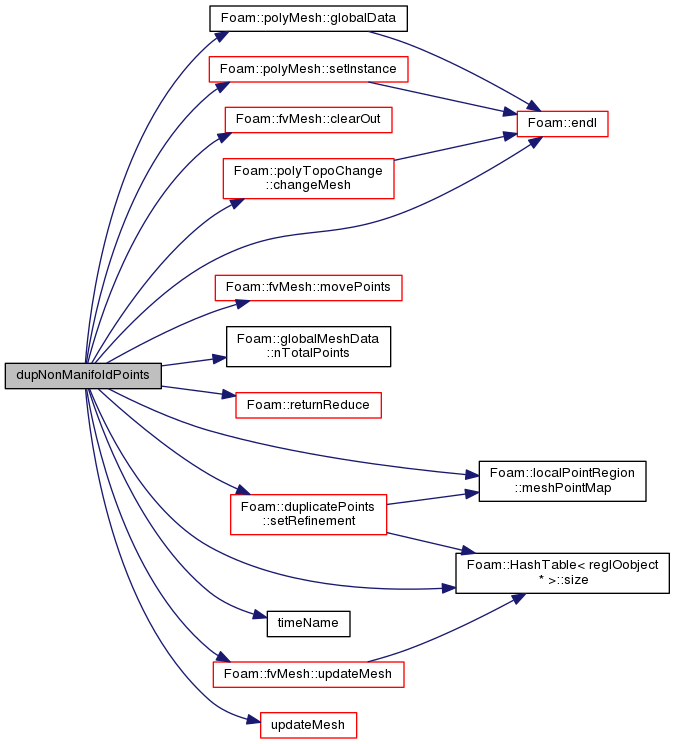 Foam::polyMesh::globalData
Foam::polyMesh::setInstance
Foam::fvMesh::clearOut
Foam::endl
Foam::polyTopoChange
::changeMesh
Foam::fvMesh::movePoints
Foam::globalMeshData
::nTotalPoints
dupNonManifoldPoints
Foam::returnReduce
Foam::localPointRegion
::meshPointMap
Foam::duplicatePoints
::setRefinement
Foam::HashTable< regIOobject
* >::size
timeName
Foam::fvMesh::updateMesh
updateMesh